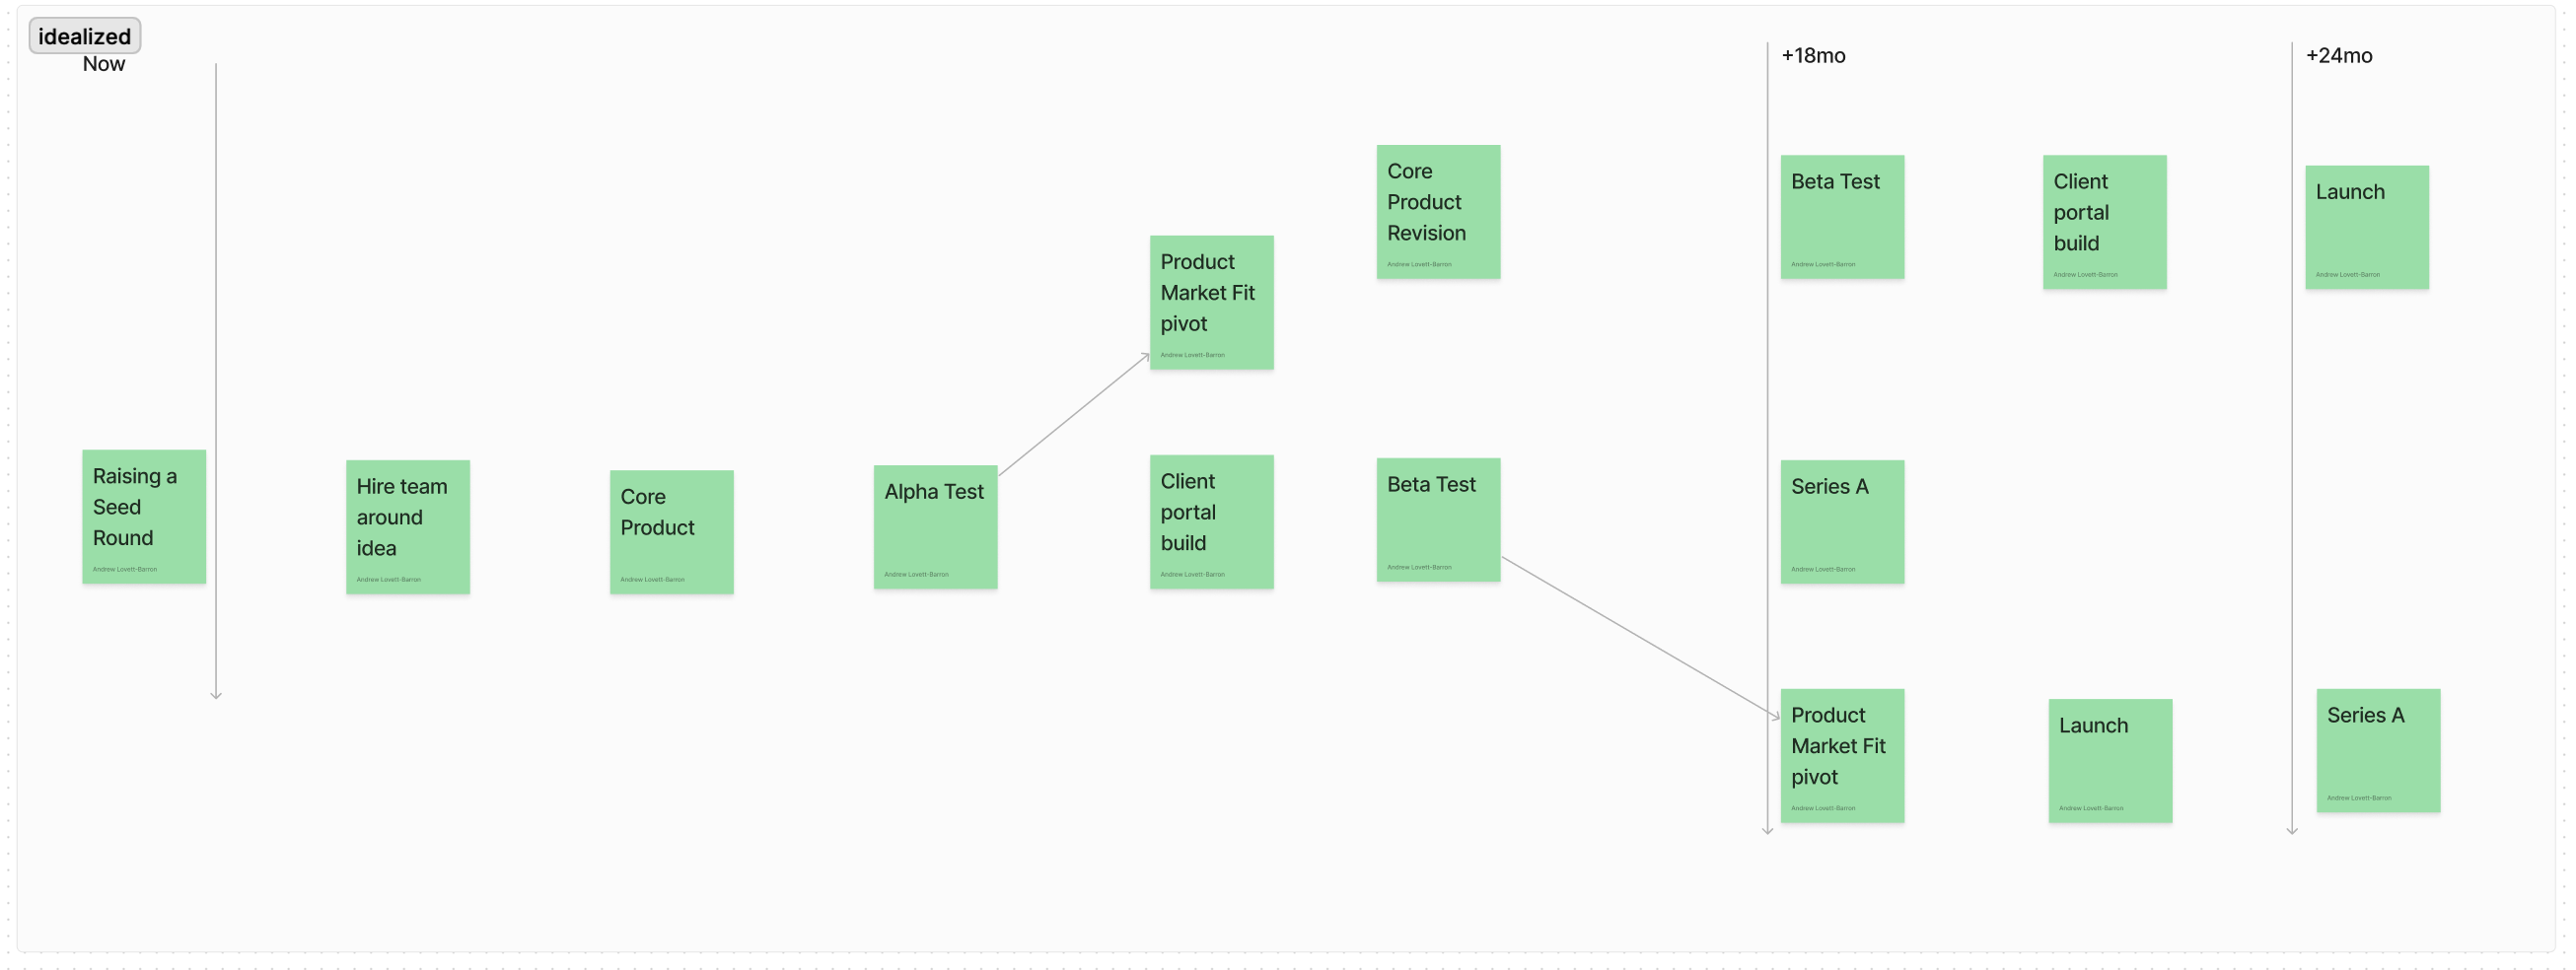 idealized
Now
+18mo
+24mo
Core
Product
Revision
Andrew Lovett-Barron
Beta Test
Andrew Lovett-Barron
Client
portal
build
Andrew Lovett-Barron
Launch
Andrew Lovett-Barron
Product
Market Fit
pivot
Andrew Lovett-Barron
Raising a
Seed
Round
Andrew Lovett-Barron
Hire team
around
idea
Andrew Lovett-Barron
Core
Product
Andrew Lovett-Barron
Alpha Test
Andrew Lovett-Barron
Client
portal
build
Andrew Lovett-Barron
Beta Test
Andrew Lovett-Barron
Series A
Andrew Lovett-Barron
Product
Market Fit
pivot
Andrew Lovett-Barron
Launch
Andrew Lovett-Barron
Series A
Andrew Lovett-Barron